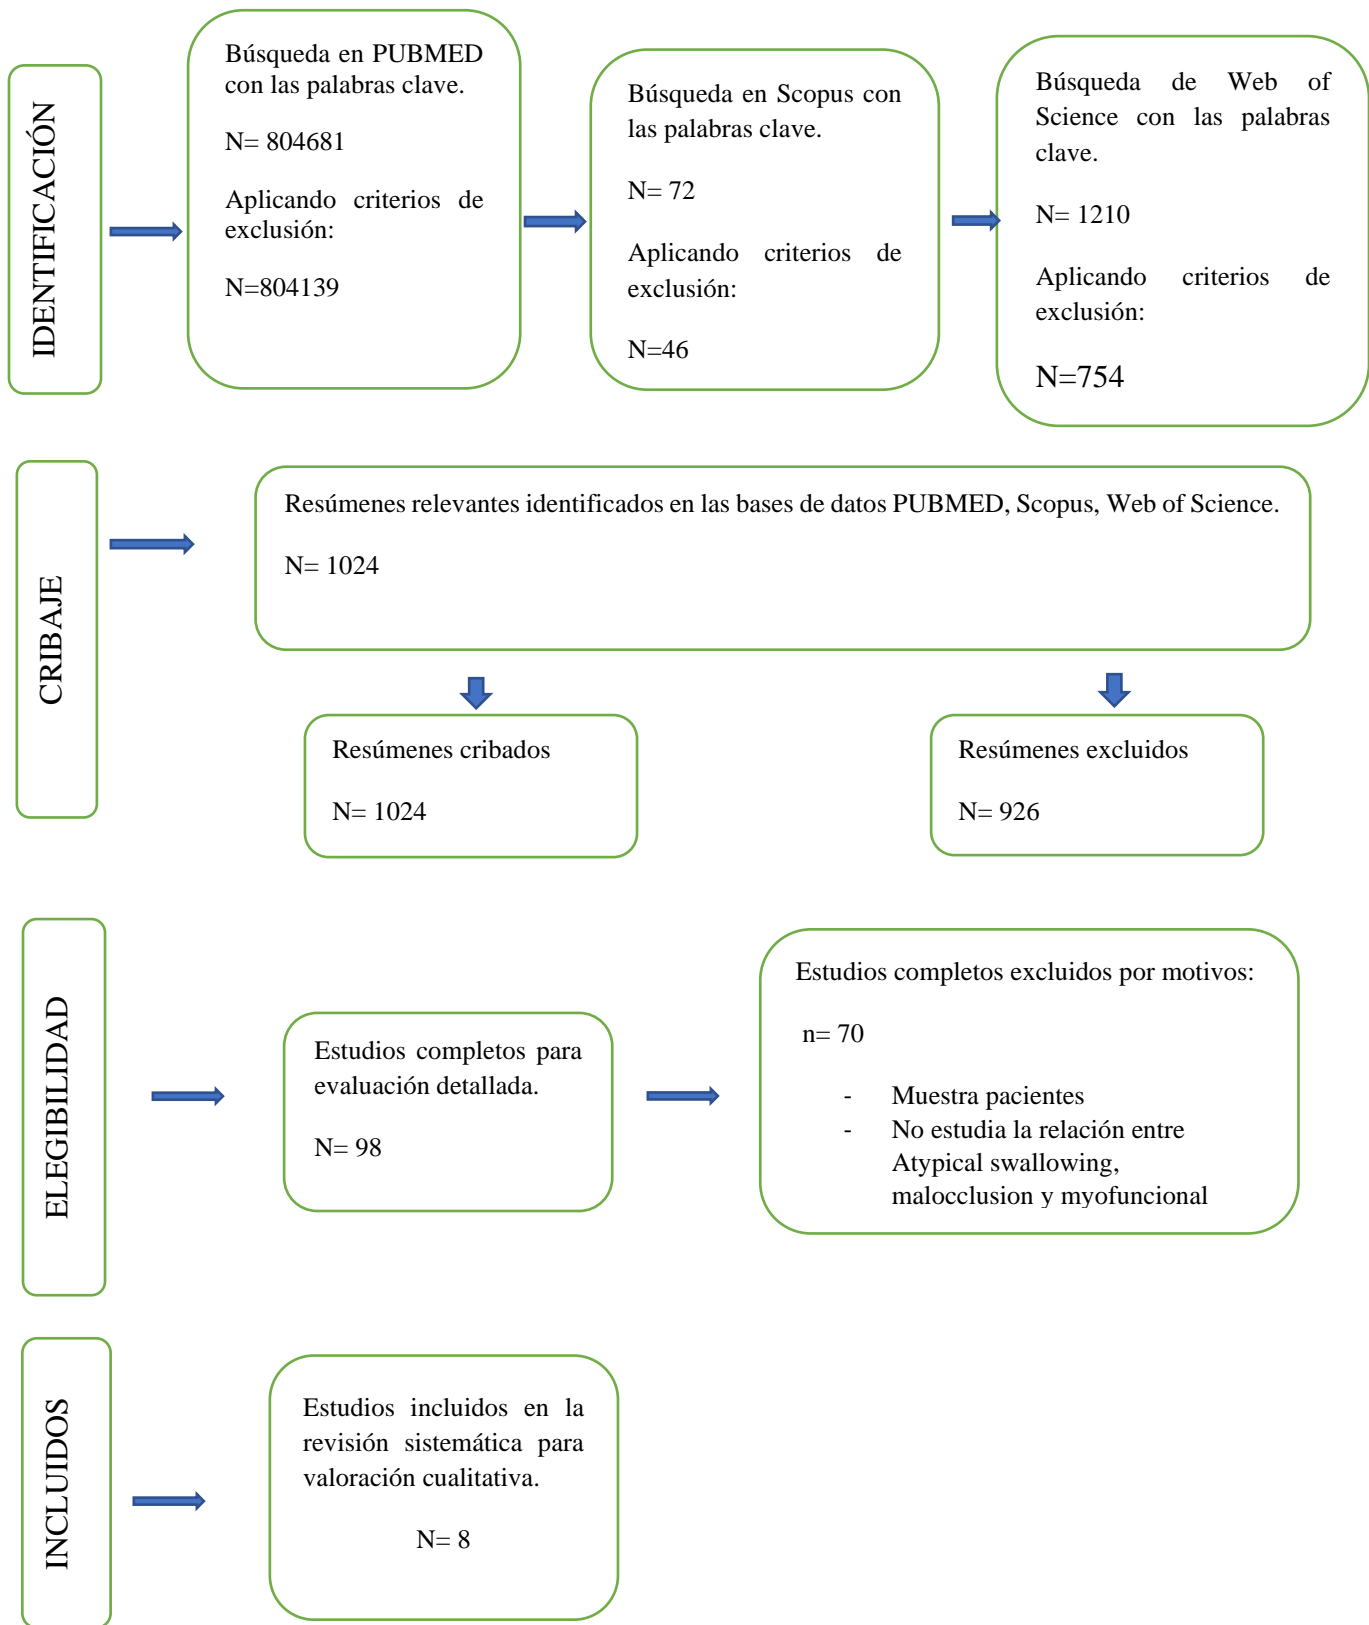 IDENTIFICACIÓN
Búsqueda en PUBMED
con las palabras clave.
N= 804681
Aplicando criterios de
exclusión:
N=804139
Búsqueda en Scopus con
las palabras clave.
N= 72
Aplicando criterios de
exclusión:
N=46
Búsqueda de Web of
Science con las palabras
clave.
N= 1210
Aplicando criterios de
exclusión:
N=754
CRIBAJE
Resúmenes relevantes identificados en las bases de datos PUBMED, Scopus, Web of Science.
N= 1024
Resúmenes cribados
N= 1024
Resúmenes excluidos
N= 926
ELEGIBILIDAD
Estudios completos para
evaluación detallada.
N= 98
Estudios completos excluidos por motivos:
n= 70
- Muestra pacientes
- No estudia la relación entre
Atypical swallowing,
malocclusion y myofuncional
INCLUIDOS
Estudios incluidos en la
revisión sistemática para
valoración cualitativa.
N= 8